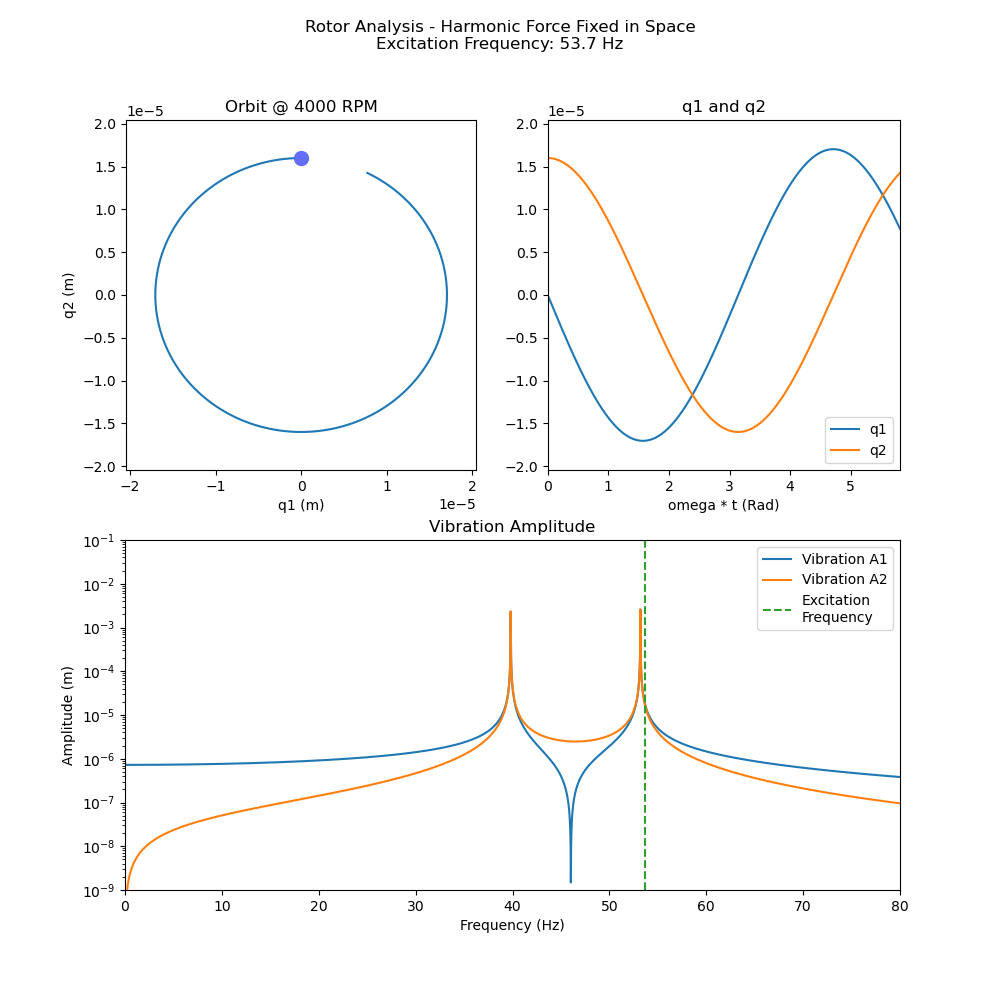 Rotor Analysis - Harmonic Force Fixed in Space
Excitation Frequency: 53.7 Hz
Orbit @ 4000 RPM
1e−5
2.0
1.5
1.0
0.5
0.0
−0.5
−1.0
−1.5
−2.0
q2 (m)
−2
−1
0
1
2
1e−5
q1 (m)
q1 and q2
1e−5
2.0
1.5
1.0
0.5
0.0
−0.5
−1.0
−1.5
−2.0
0
1
2
3
4
5
omega * t (Rad)
q1
q2
Vibration Amplitude
10⁻¹
10⁻²
10⁻³
10⁻⁴
10⁻⁵
10⁻⁶
10⁻⁷
10⁻⁸
10⁻⁹
Amplitude (m)
0
10
20
30
40
50
60
70
80
Frequency (Hz)
Vibration A1
Vibration A2
Excitation
Frequency